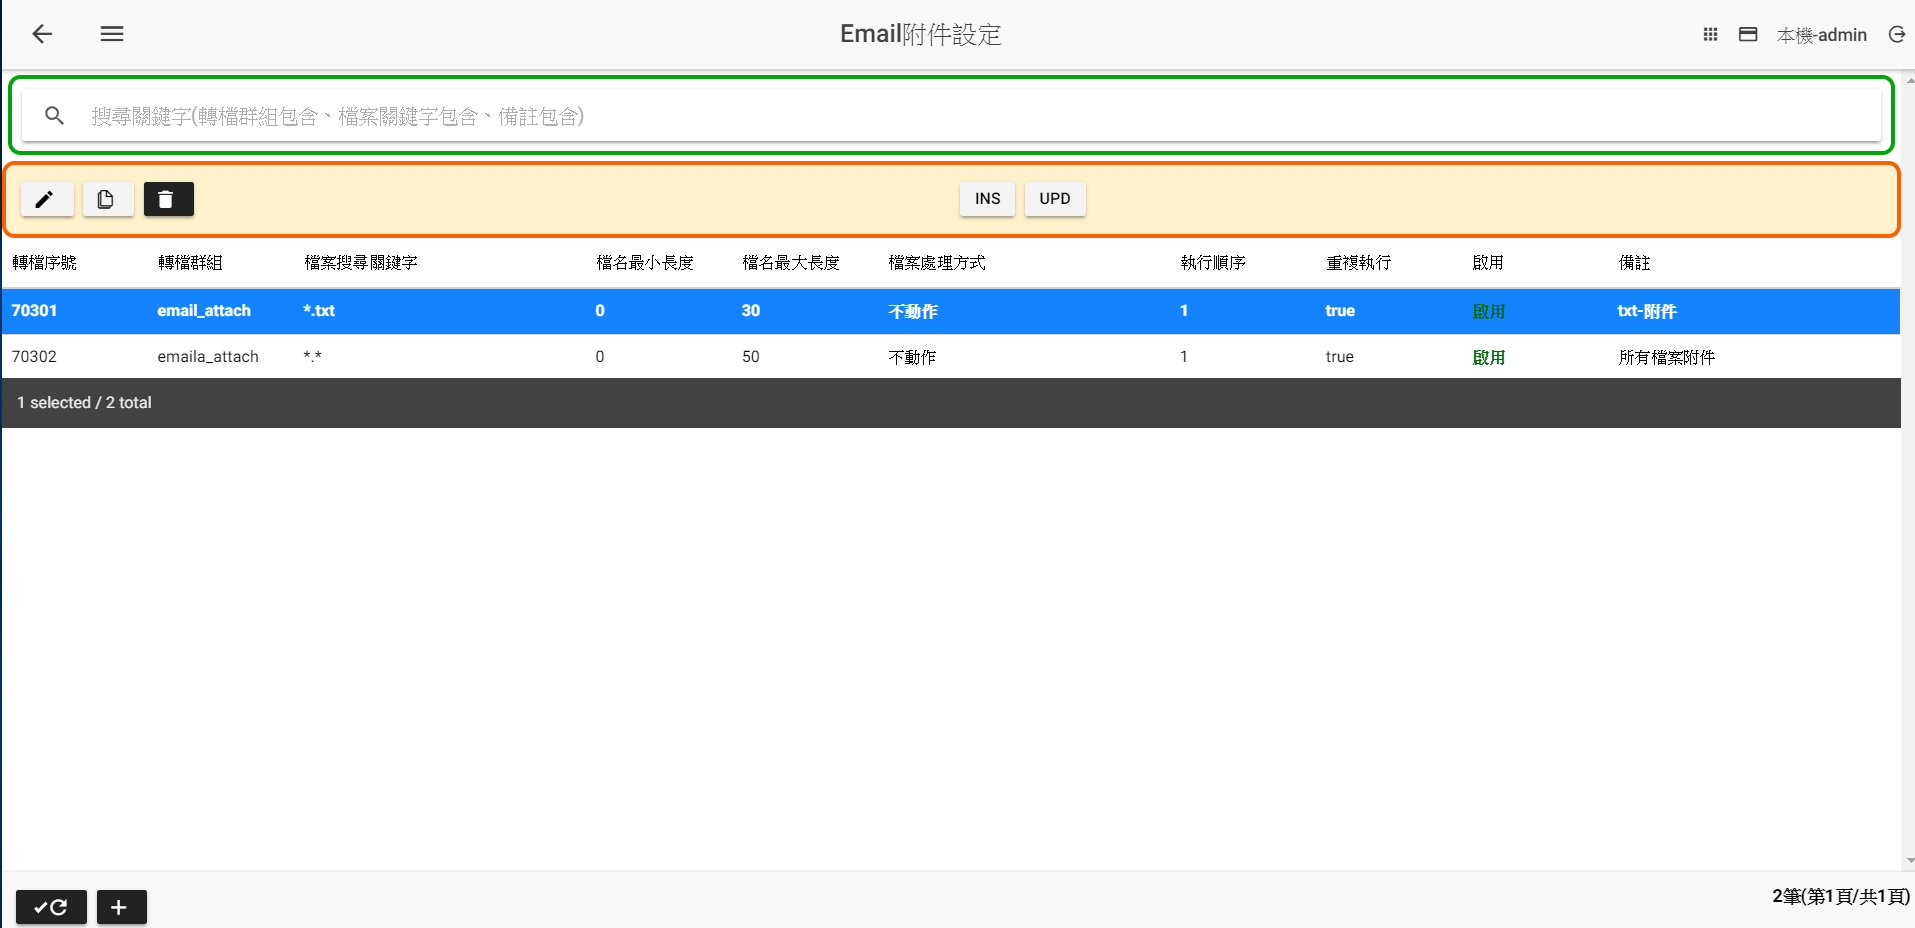 Email附件設定
本機-admin
搜尋關鍵字(轉檔群組包含、檔案關鍵字包含、備註包含)
INS UPD
轉檔序號 轉檔群組 檔案搜尋關鍵字 檔名最小長度 檔名最大長度 檔案處理方式 執行順序 重複執行 啟用 備註
70301 email_attach *.txt 0 30 不動作 1 true 啟用 txt-附件
70302 emaila_attach *.* 0 50 不動作 1 true 啟用 所有檔案附件
1 selected / 2 total
2筆(第1頁/共1頁)